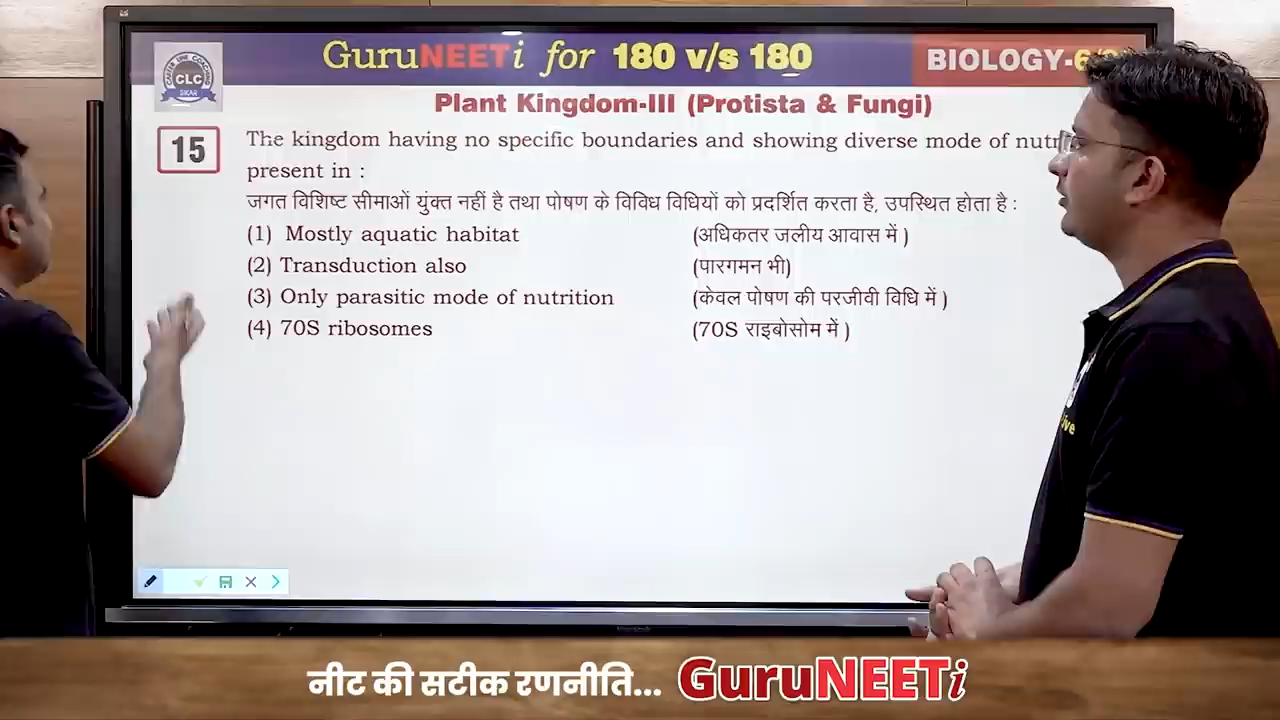 CLC
SIKAR
GuruNEETi for 180 v/s 180
BIOLOGY-6
Plant Kingdom-III (Protista & Fungi)
15
The kingdom having no specific boundaries and showing diverse mode of nutr
present in :
जगत विशिष्ट सीमाओं युंक्त नहीं है तथा पोषण के विविध विधियों को प्रदर्शित करता है, उपस्थित होता है :
(1) Mostly aquatic habitat (अधिकतर जलीय आवास में )
(2) Transduction also (पारगमन भी)
(3) Only parasitic mode of nutrition (केवल पोषण की परजीवी विधि में )
(4) 70S ribosomes (70S राइबोसोम में )
नीट की सटीक रणनीति... GuruNEETi